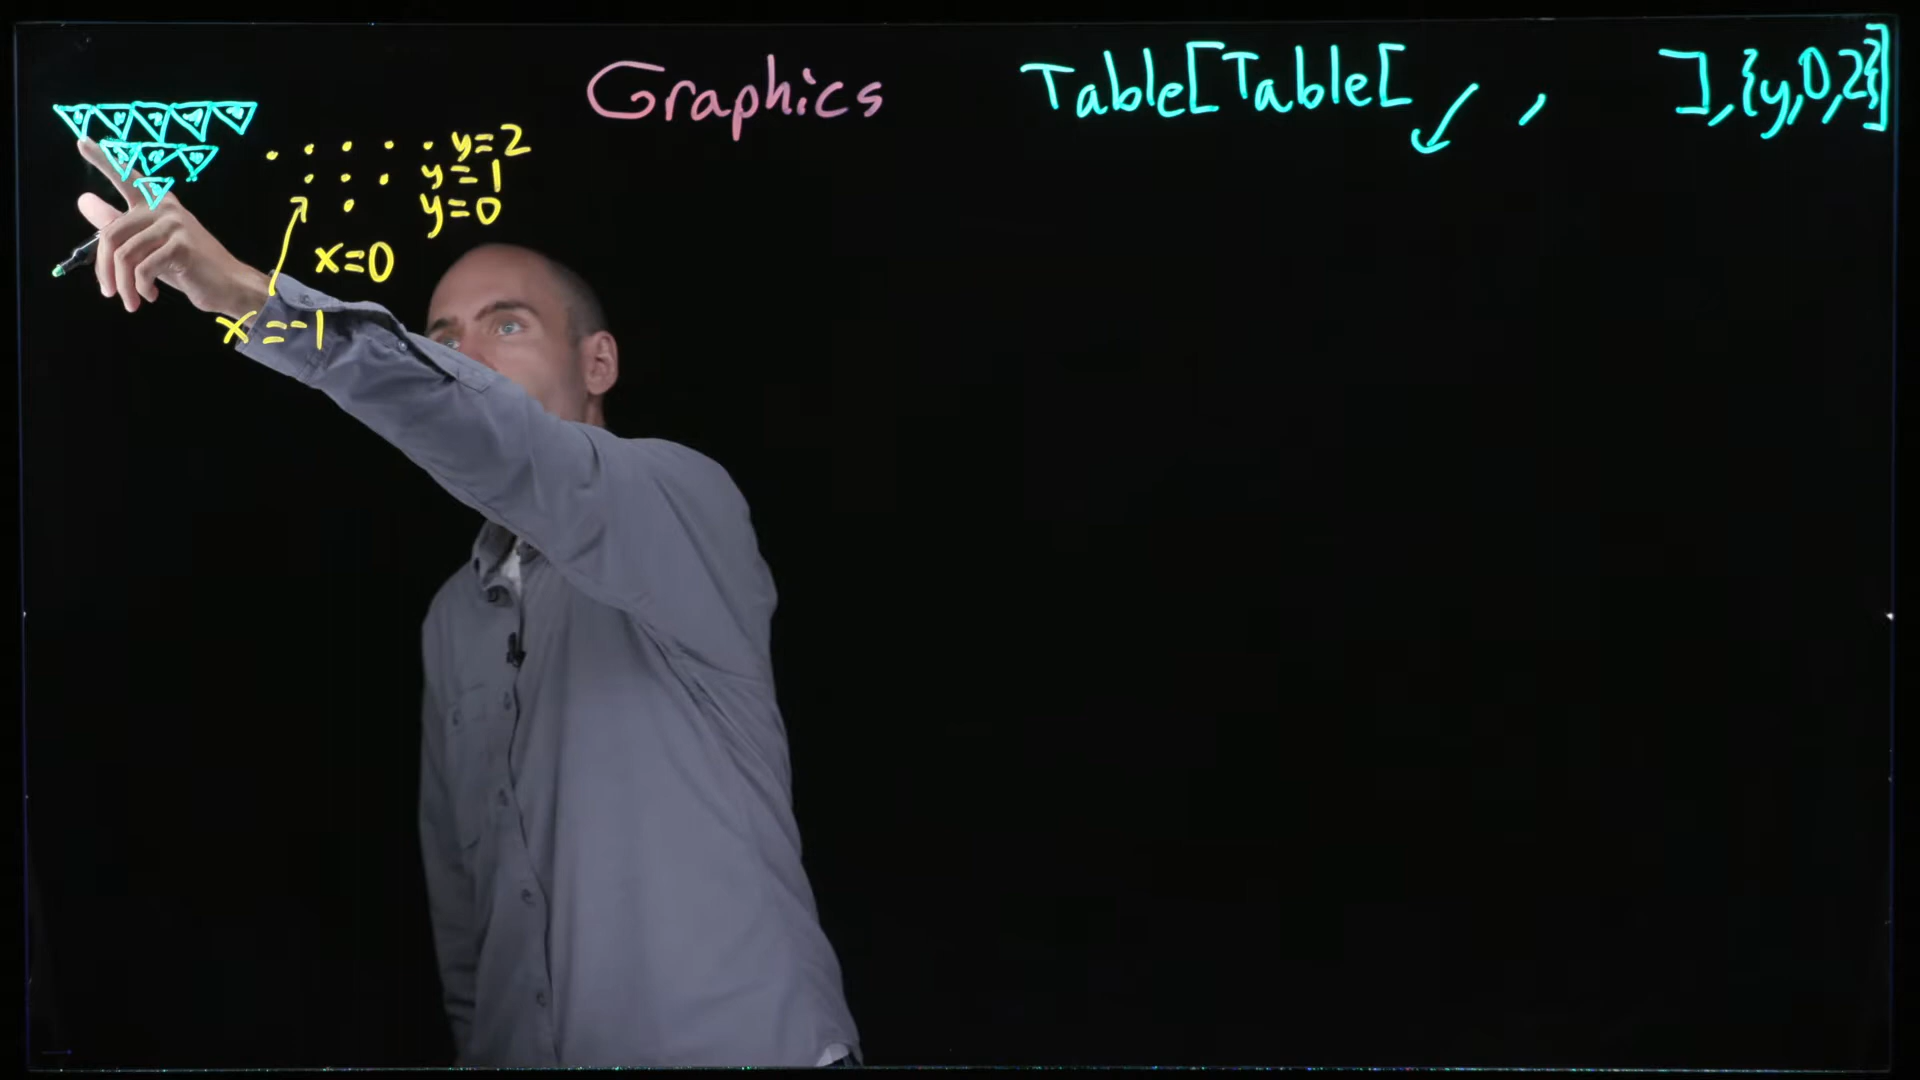 Graphics
Table[Table[ , ],{y,0,2}]
y=2
y=1
y=0
x=0
x=-1